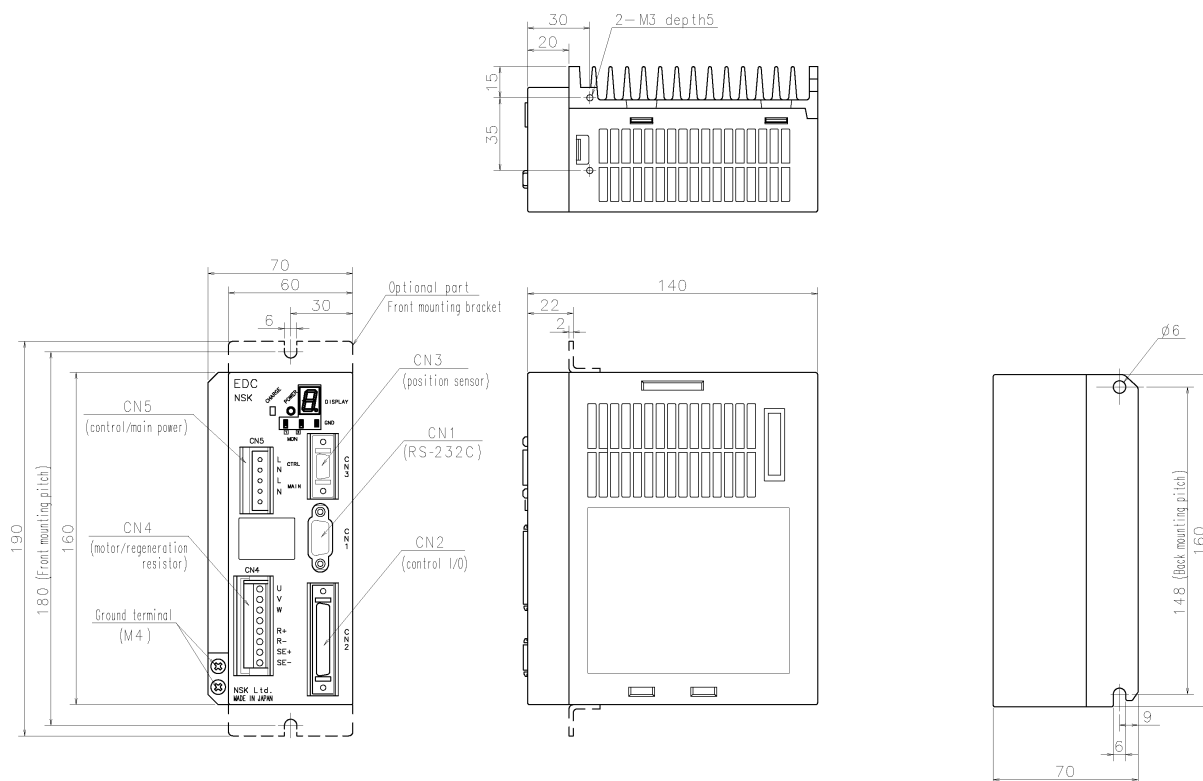 30
2-M3 depth5
20
15
35
70
60
30
6
Optional part
Front mounting bracket
140
22
2
ø6
CN3
(position sensor)
EDC
NSK
CHARGE
POWER
8.
DISPLAY
GND
MON
CN5
(control/main power)
CN5
L
N
L
N
CTRL
MAIN
CN3
CN1
(RS-232C)
CN1
CN4
(motor/regeneration
resistor)
CN2
(control I/O)
CN4
U
V
W
R+
R-
SE+
SE-
CN2
Ground terminal
(M4)
NSK Ltd.
MADE IN JAPAN
190
180 (Front mounting pitch)
160
148 (Back mounting pitch)
160
9
6
70